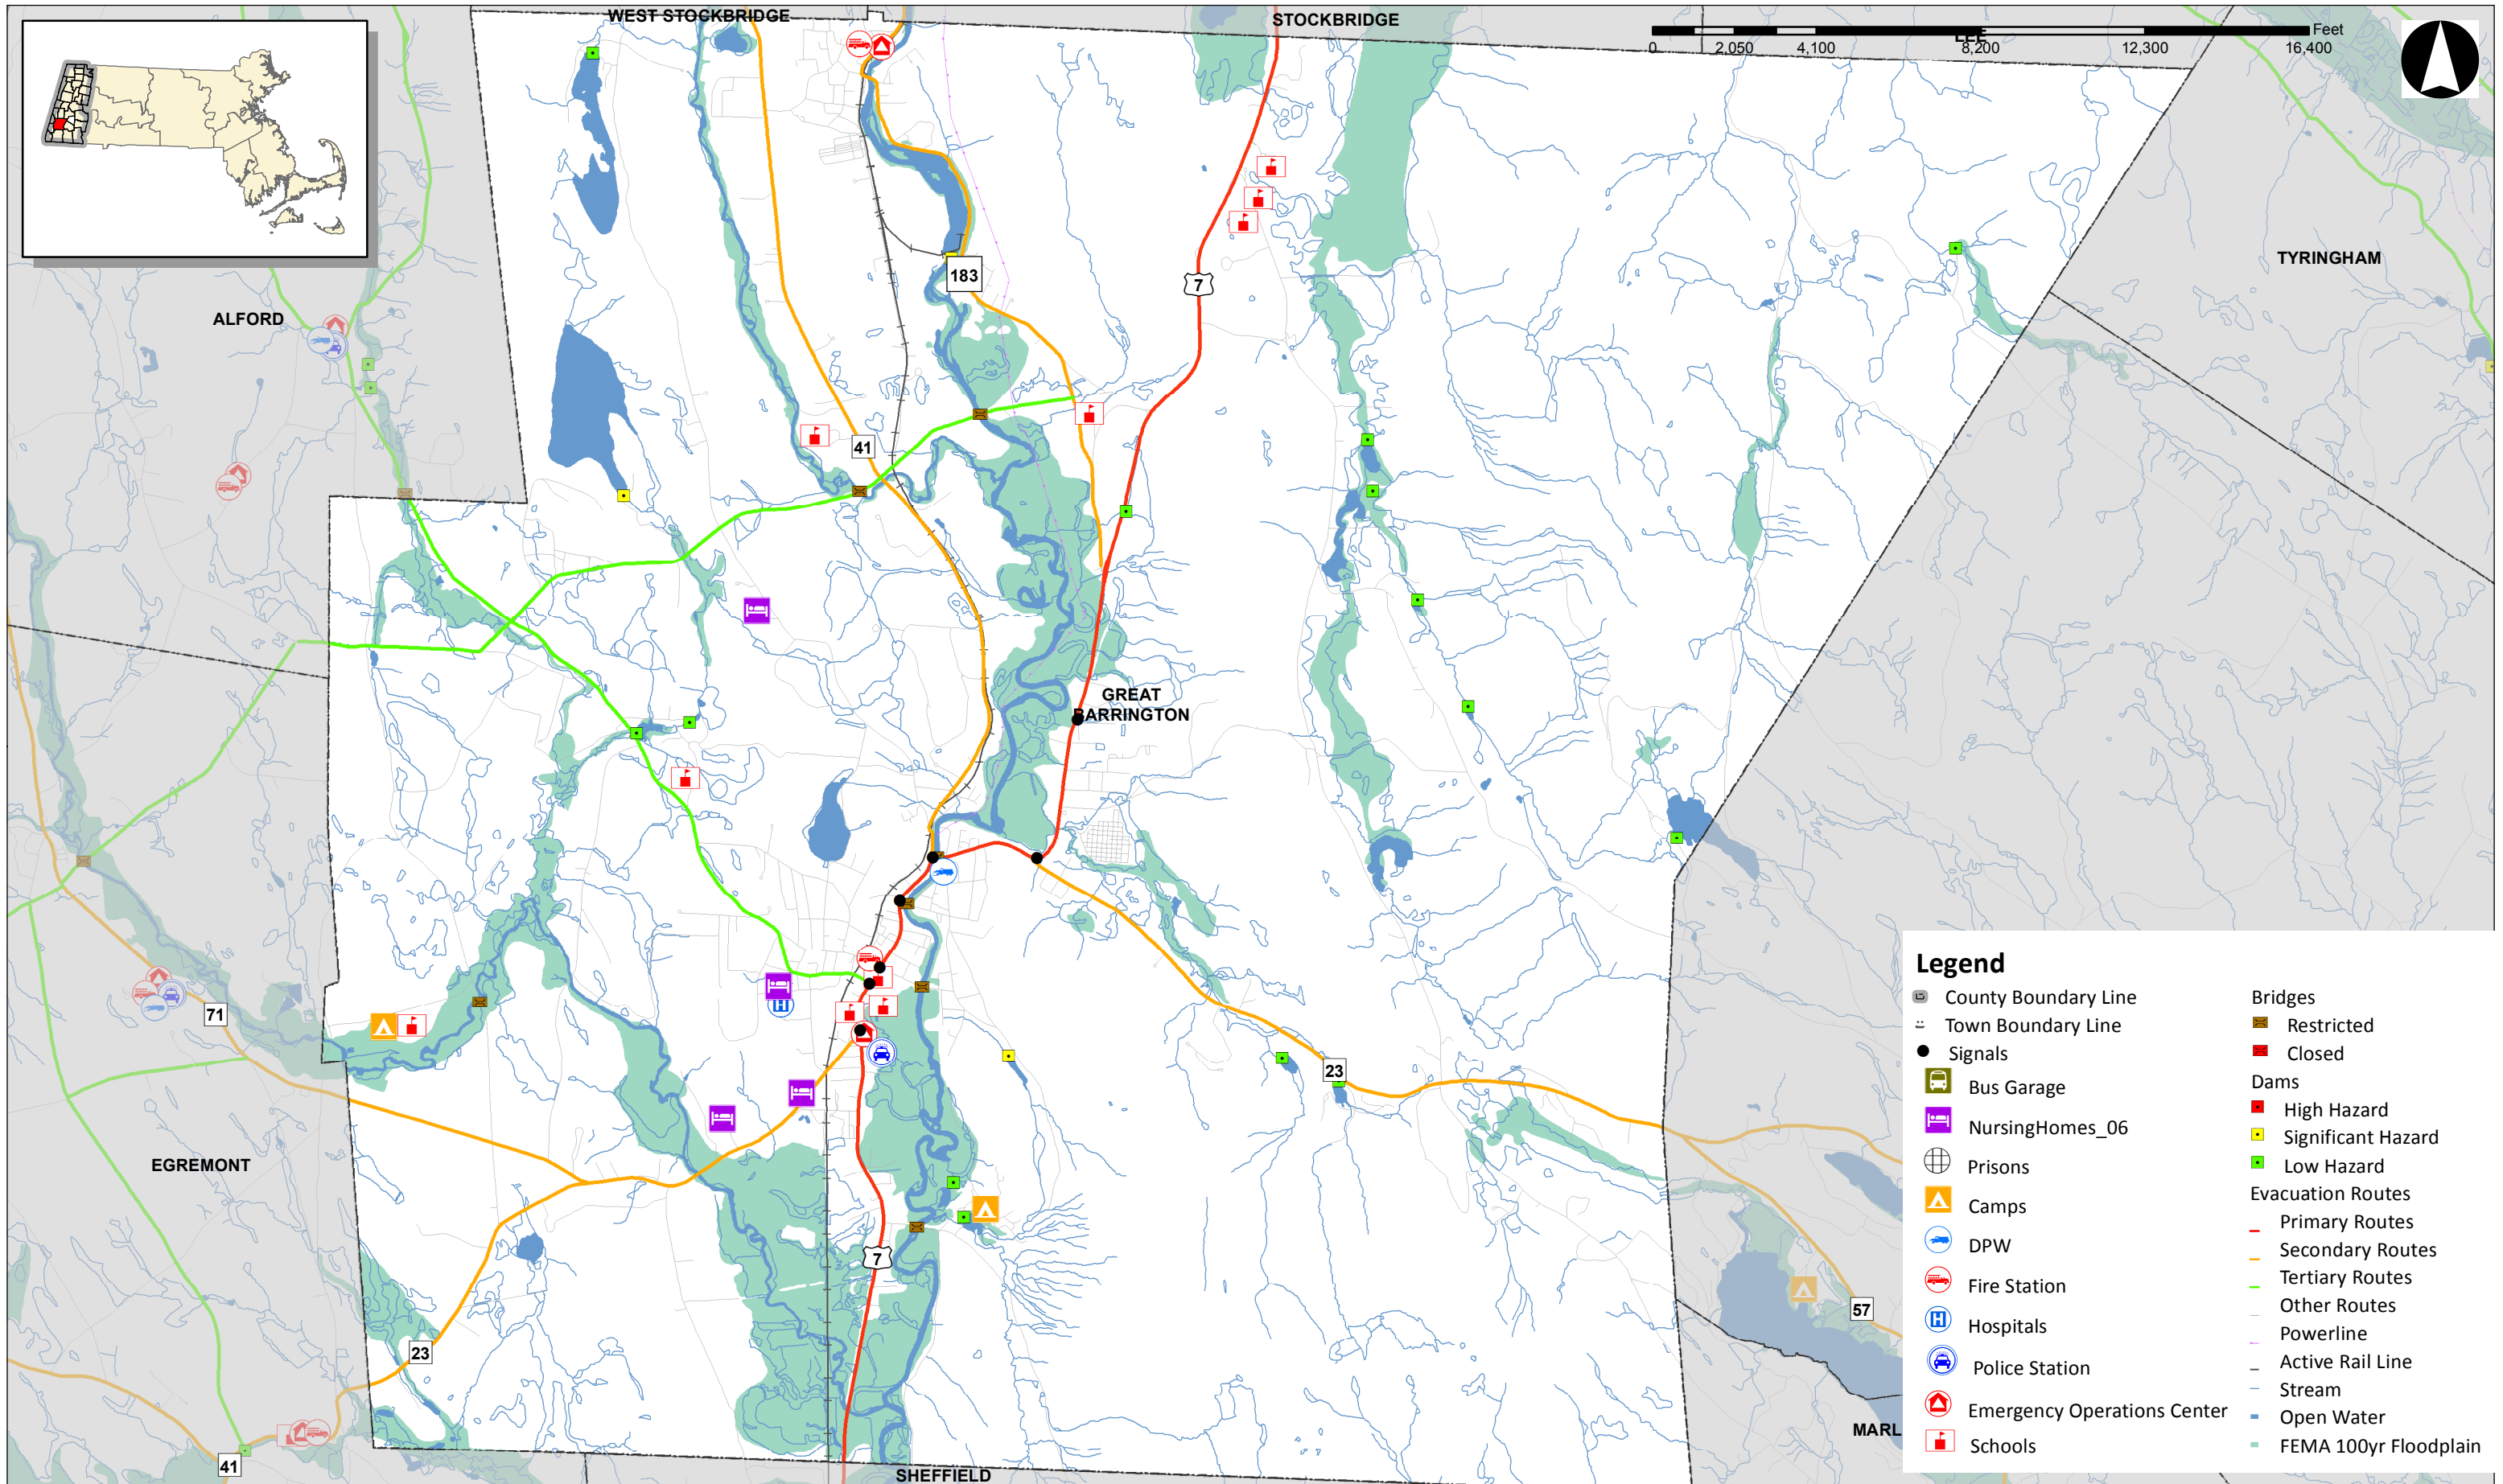 WEST STOCKBRIDGE
STOCKBRIDGE
LEE
Feet
0 2,050 4,100 8,200 12,300 16,400
183
7
TYRINGHAM
ALFORD
41
GREAT
BARRINGTON
71
23
EGREMONT
7
57
23
MARL
41
SHEFFIELD
Legend
County Boundary Line
Town Boundary Line
Signals
Bus Garage
NursingHomes_06
Prisons
Camps
DPW
Fire Station
Hospitals
Police Station
Emergency Operations Center
Schools
Bridges
Restricted
Closed
Dams
High Hazard
Significant Hazard
Low Hazard
Evacuation Routes
Primary Routes
Secondary Routes
Tertiary Routes
Other Routes
Powerline
Active Rail Line
Stream
Open Water
FEMA 100yr Floodplain